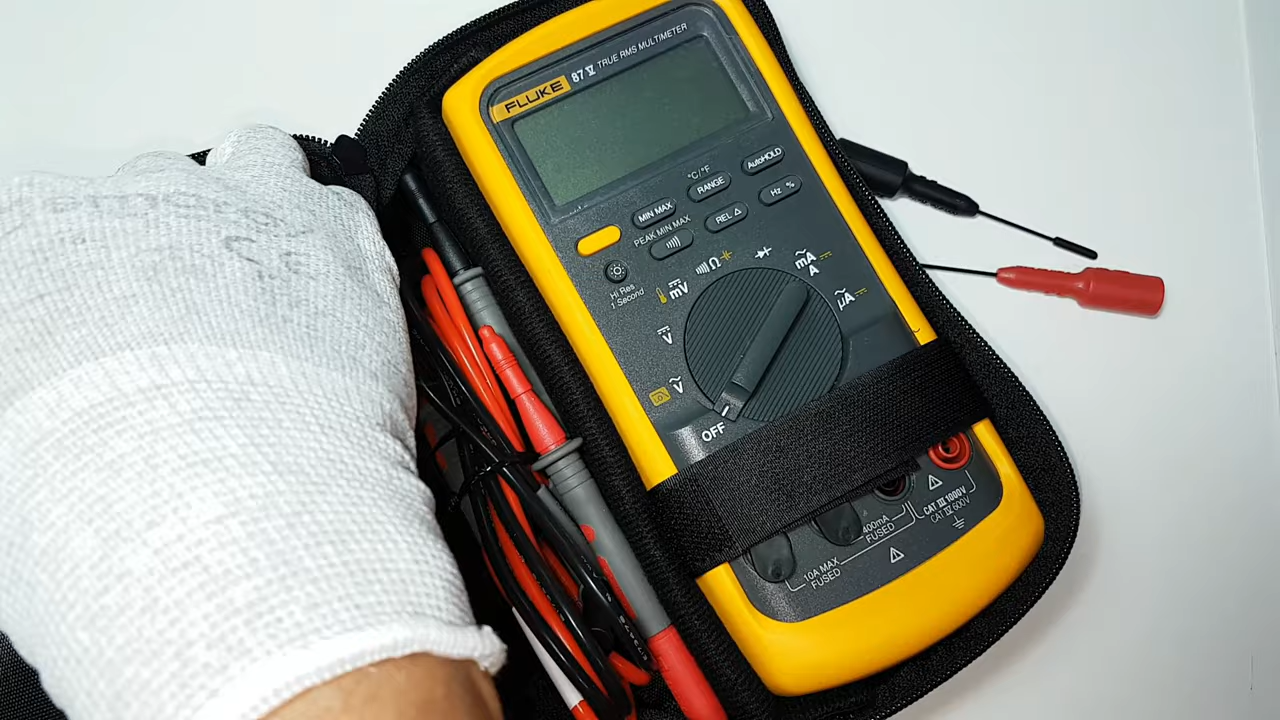 FLUKE 87 V TRUE RMS MULTIMETER
°C/°F
MIN MAX
RANGE
AutoHOLD
PEAK MIN MAX
REL Δ
Hz %
Hi Res
1 Second
mV
Ω
mA
A
µA
V
V
OFF
400mA
FUSED
10A MAX
FUSED
CAT III 1000V
CAT IV 600V